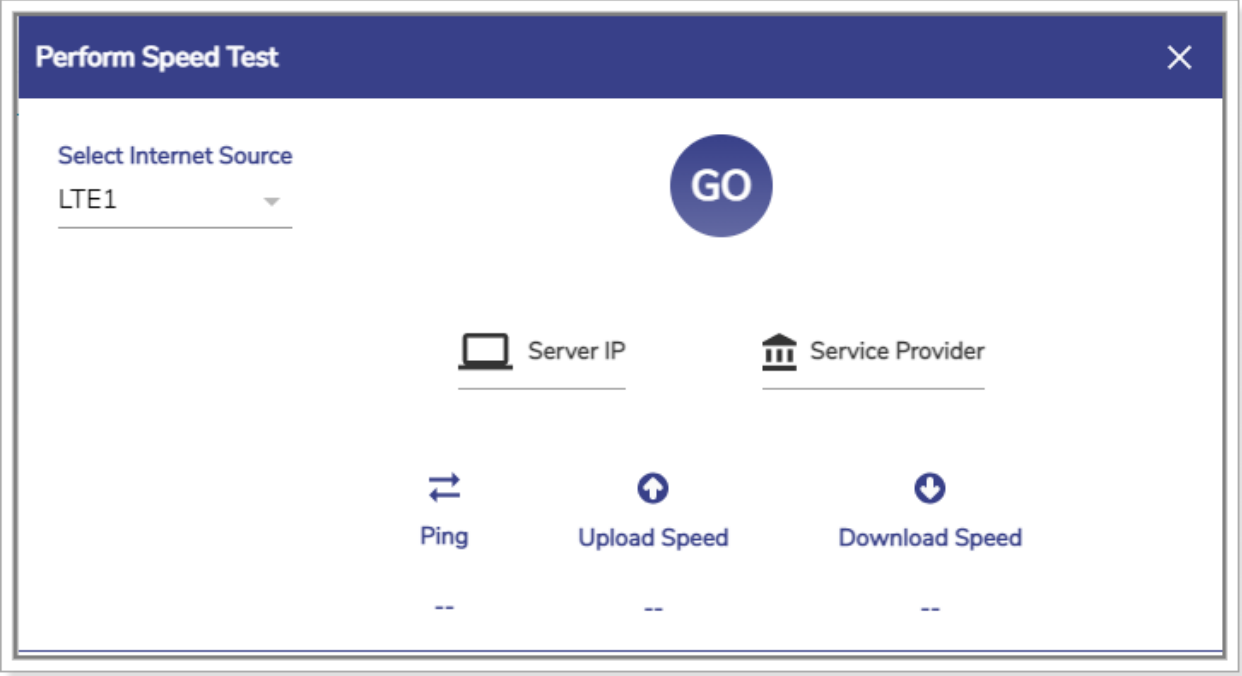 Perform Speed Test
Select Internet Source
LTE1
GO
Server IP
Service Provider
Ping
Upload Speed
Download Speed
-- -- --